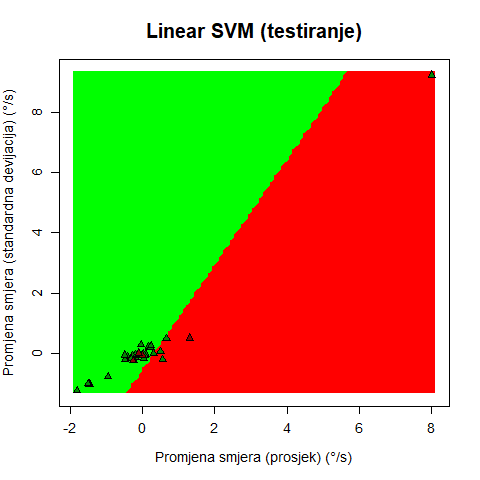 Linear SVM (testiranje)
Promjena smjera (standardna devijacija) (°/s)
8
6
4
2
0
-2 0 2 4 6 8
Promjena smjera (prosjek) (°/s)